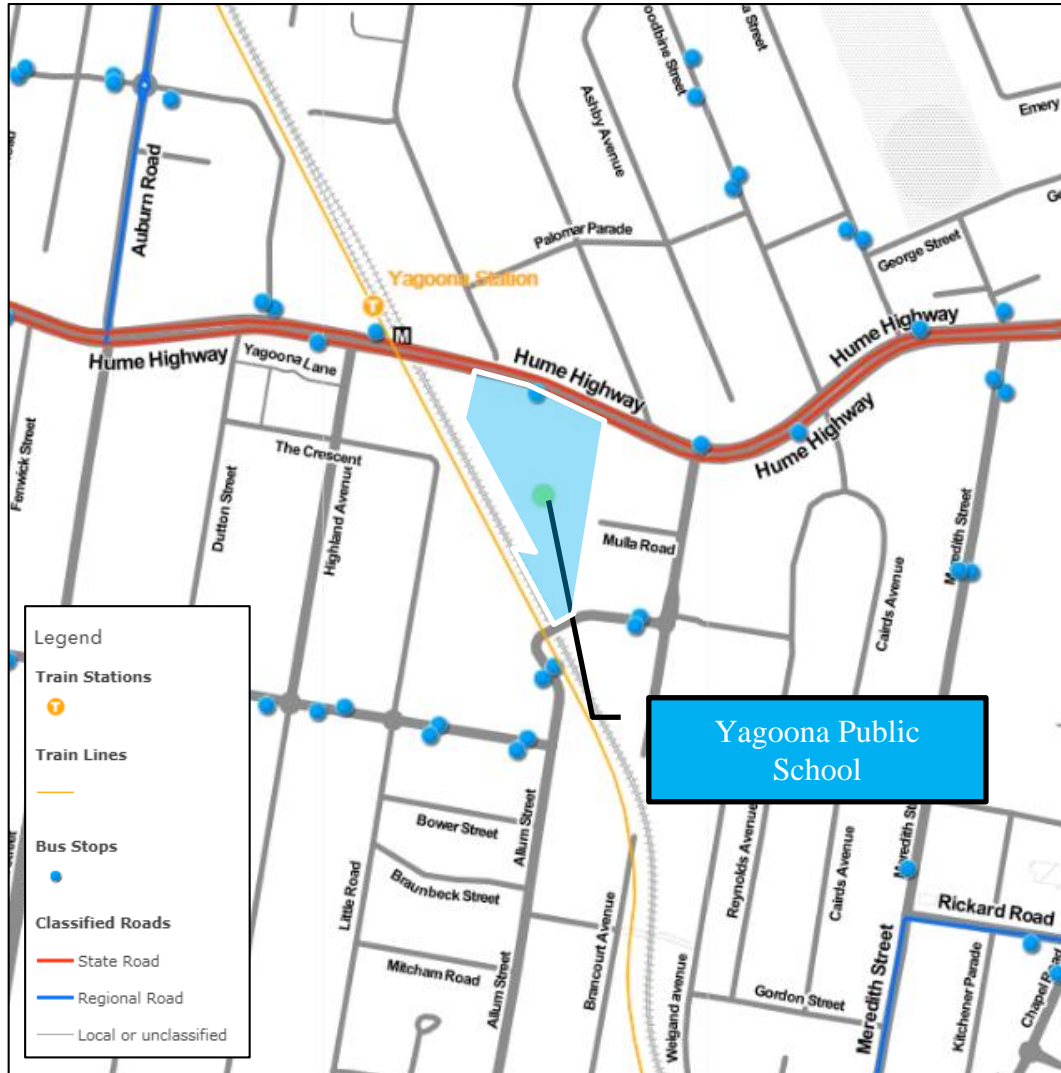 oodbine Street
a Street
Emery
Ashby Avenue
Auburn Road
Palomar Parade
George Street
Ge
Yagoona Station
T
M
Hume Highway
Hume Highway
Hume Highway
Hume Highway
Yagoona Lane
The Crescent
Fenwick Street
Dutton Street
Highland Avenue
Mulla Road
Meredith Street
Cairds Avenue
Legend
Train Stations
T
Train Lines
Bus Stops
Classified Roads
State Road
Regional Road
Local or unclassified
Yagoona Public
School
Bower Street
Allum Street
Braunbeck Street
Little Road
Mitcham Road
Allum Street
Brancourt Avenue
Weigand avenue
Reynolds Avenue
Cairds Avenue
Meredith Street
Rickard Road
Gordon Street
Meredith Street
Kitchener Parade
Chapel Road